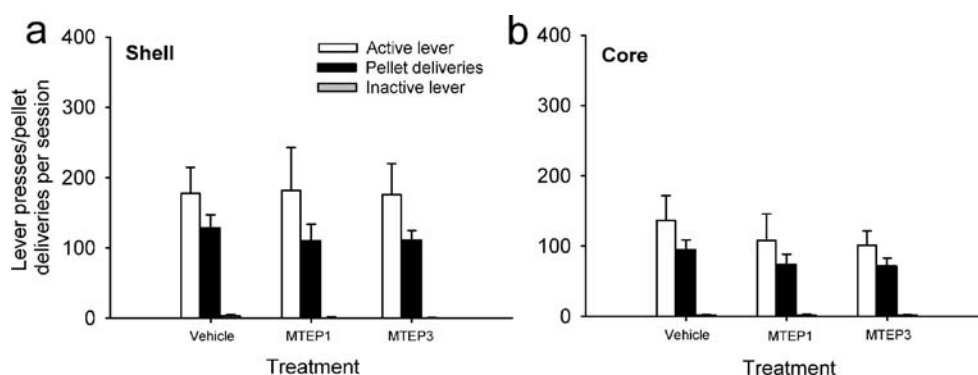 a
Shell
Active lever
Pellet deliveries
Inactive lever
Lever presses/pellet
deliveries per session
400
300
200
100
0
Vehicle
MTEP1
MTEP3
Treatment
b
Core
400
300
200
100
0
Vehicle
MTEP1
MTEP3
Treatment